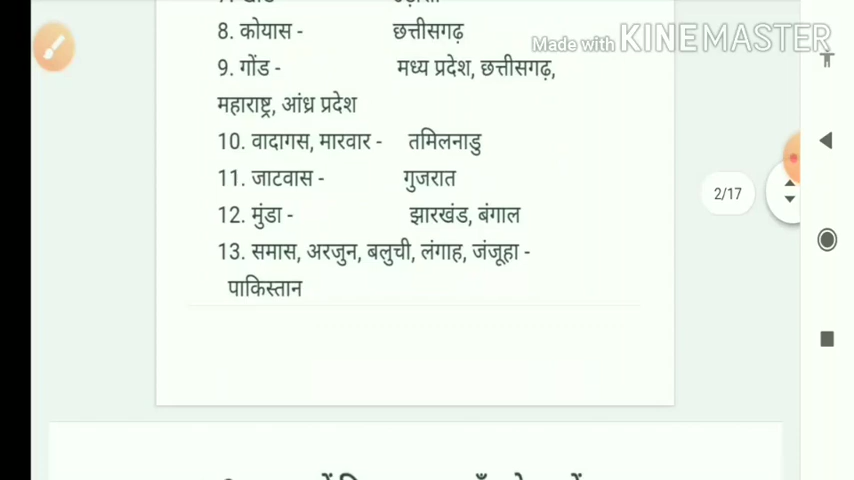 8. कोयास - छत्तीसगढ़
Made with KINEMASTER
9. गोंड - मध्य प्रदेश, छत्तीसगढ़,
महाराष्ट्र, आंध्र प्रदेश
10. वादागस, मारवार - तमिलनाडु
11. जाटवास - गुजरात
2/17
12. मुंडा - झारखंड, बंगाल
13. समास, अरजुन, बलुची, लंगाह, जंजूहा -
पाकिस्तान